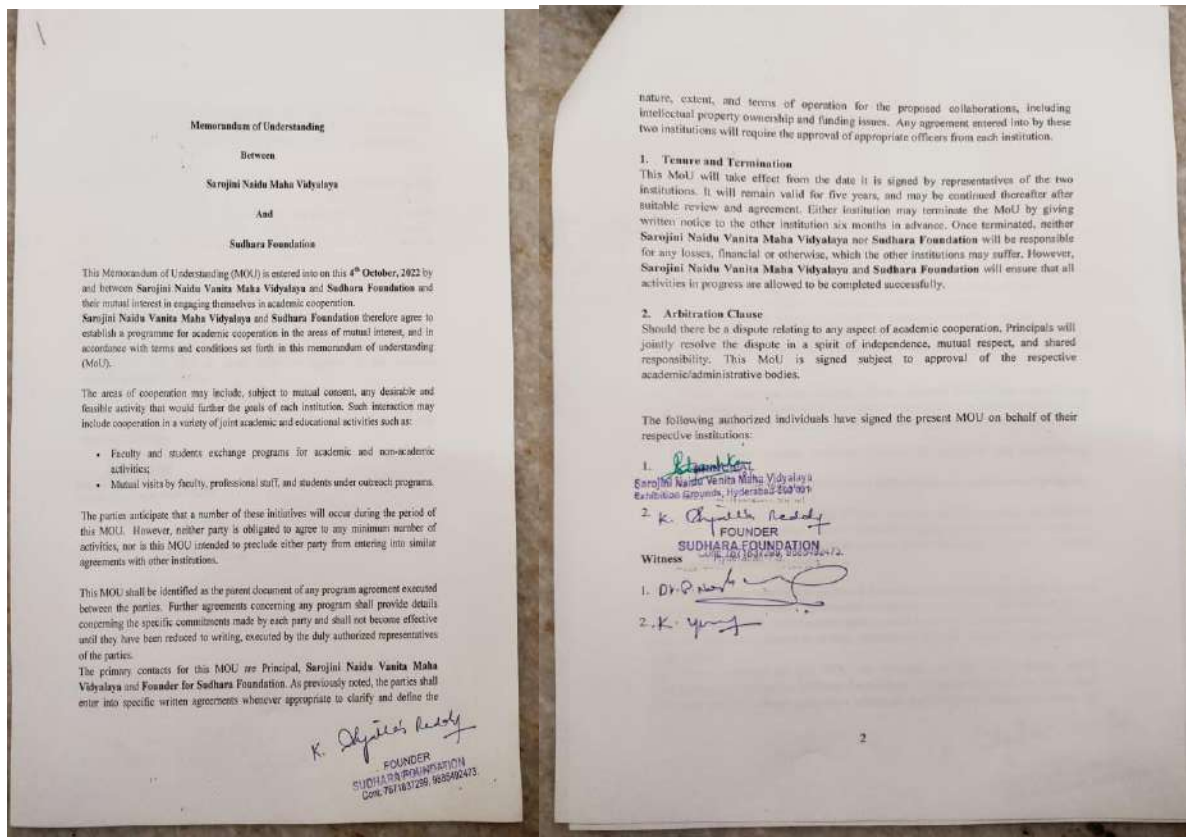 Memorandum of Understanding
Between
Sarojini Naidu Maha Vidyalaya
And
Sudhara Foundation
This Memorandum of Understanding (MOU) is entered into on this 4th October, 2022 by
and between Sarojini Naidu Vanita Maha Vidyalaya and Sudhara Foundation and
their mutual interest in engaging themselves in academic cooperation.
Sarojini Naidu Vanita Maha Vidyalaya and Sudhara Foundation therefore agree to
establish a programme for academic cooperation in the areas of mutual interest, and in
accordance with terms and conditions set forth in this memorandum of understanding
(MoU).
The areas of cooperation may include, subject to mutual consent, any desirable and
feasible activity that would further the goals of each institution. Such interaction may
include cooperation in a variety of joint academic and educational activities such as:
• Faculty and students exchange programs for academic and non-academic
activities;
• Mutual visits by faculty, professional staff, and students under outreach programs.
The parties anticipate that a number of these initiatives will occur during the period of
this MOU. However, neither party is obligated to agree to any minimum number of
activities, nor is this MOU intended to preclude either party from entering into similar
agreements with other institutions.
This MOU shall be identified as the parent document of any program agreement executed
between the parties. Further agreements concerning any program shall provide details
concerning the specific commitments made by each party and shall not become effective
until they have been reduced to writing, executed by the duly authorized representatives
of the parties.
The primary contacts for this MOU are Principal, Sarojini Naidu Vanita Maha
Vidyalaya and Founder for Sudhara Foundation. As previously noted, the parties shall
enter into specific written agreements whenever appropriate to clarify and define the
K. Reddy
FOUNDER
SUDHARA FOUNDATION
Cont: 7671837299, 9885492473.
nature, extent, and terms of operation for the proposed collaborations, including
intellectual property ownership and funding issues. Any agreement entered into by these
two institutions will require the approval of appropriate officers from each institution.
1. Tenure and Termination
This MoU will take effect from the date it is signed by representatives of the two
institutions. It will remain valid for five years, and may be continued thereafter after
suitable review and agreement. Either institution may terminate the MoU by giving
written notice to the other institution six months in advance. Once terminated, neither
Sarojini Naidu Vanita Maha Vidyalaya nor Sudhara Foundation will be responsible
for any losses, financial or otherwise, which the other institutions may suffer. However,
Sarojini Naidu Vanita Maha Vidyalaya and Sudhara Foundation will ensure that all
activities in progress are allowed to be completed successfully.
2. Arbitration Clause
Should there be a dispute relating to any aspect of academic cooperation, Principals will
jointly resolve the dispute in a spirit of independence, mutual respect, and shared
responsibility. This MoU is signed subject to approval of the respective
academic/administrative bodies.
The following authorized individuals have signed the present MOU on behalf of their
respective institutions:
1.
PRINCIPAL
Sarojini Naidu Vanita Maha Vidyalaya
Exhibition Grounds, Hyderabad-500 001
2. K. Reddy
FOUNDER
SUDHARA FOUNDATION
Witness
1. Dr.
2. K.
2